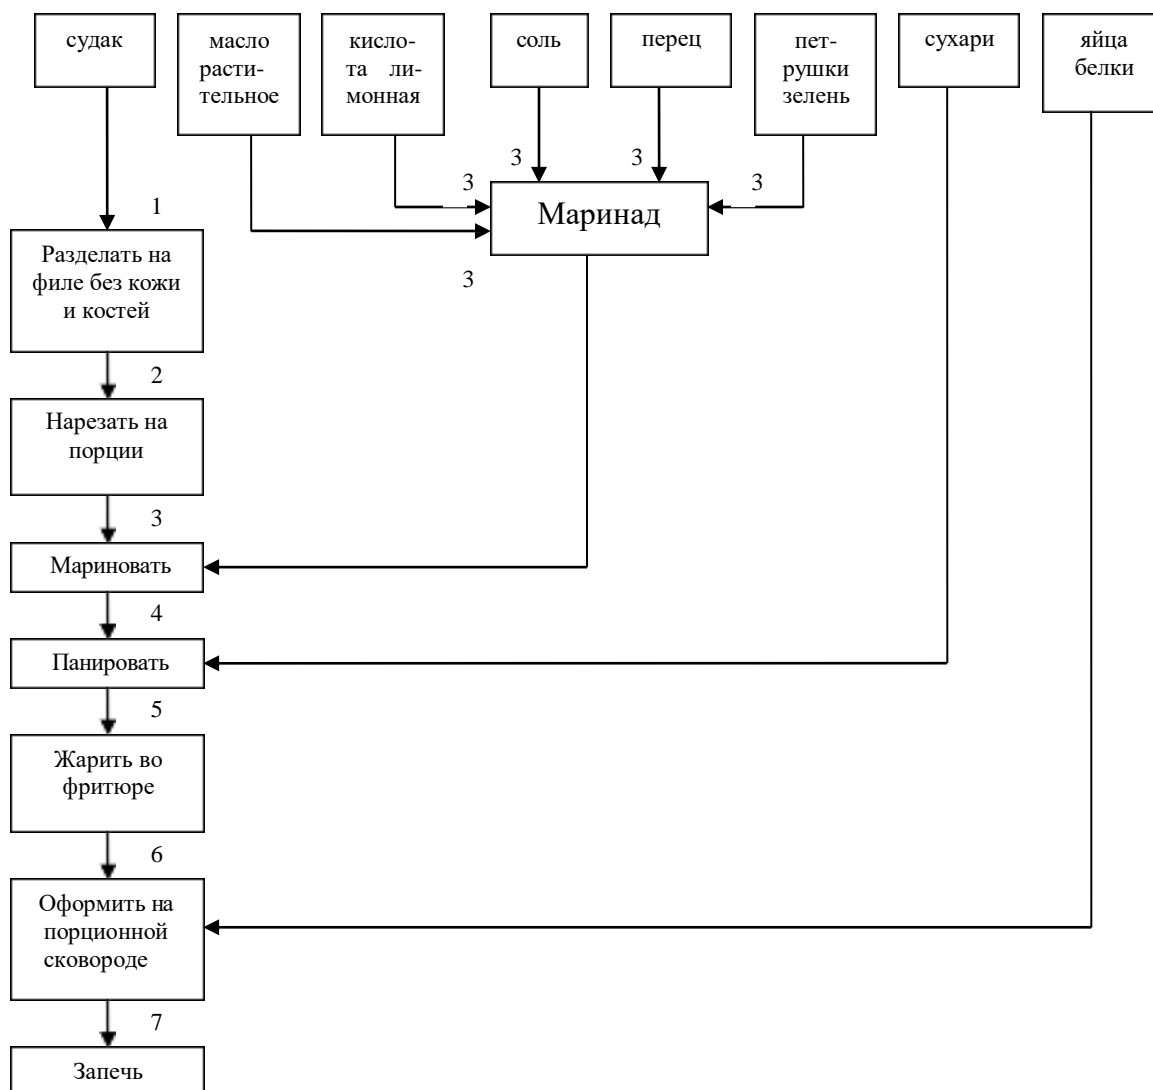 судак
масло
расти-
тельное
кисло-
та ли-
монная
соль
перец
пет-
рушки
зелень
сухари
яйца
белки
3
3
3
3
Маринад
3
1
Разделать на
филе без кожи
и костей
2
Нарезать на
порции
3
Мариновать
4
Панировать
5
Жарить во
фритюре
6
Оформить на
порционной
сковороде
7
Запечь